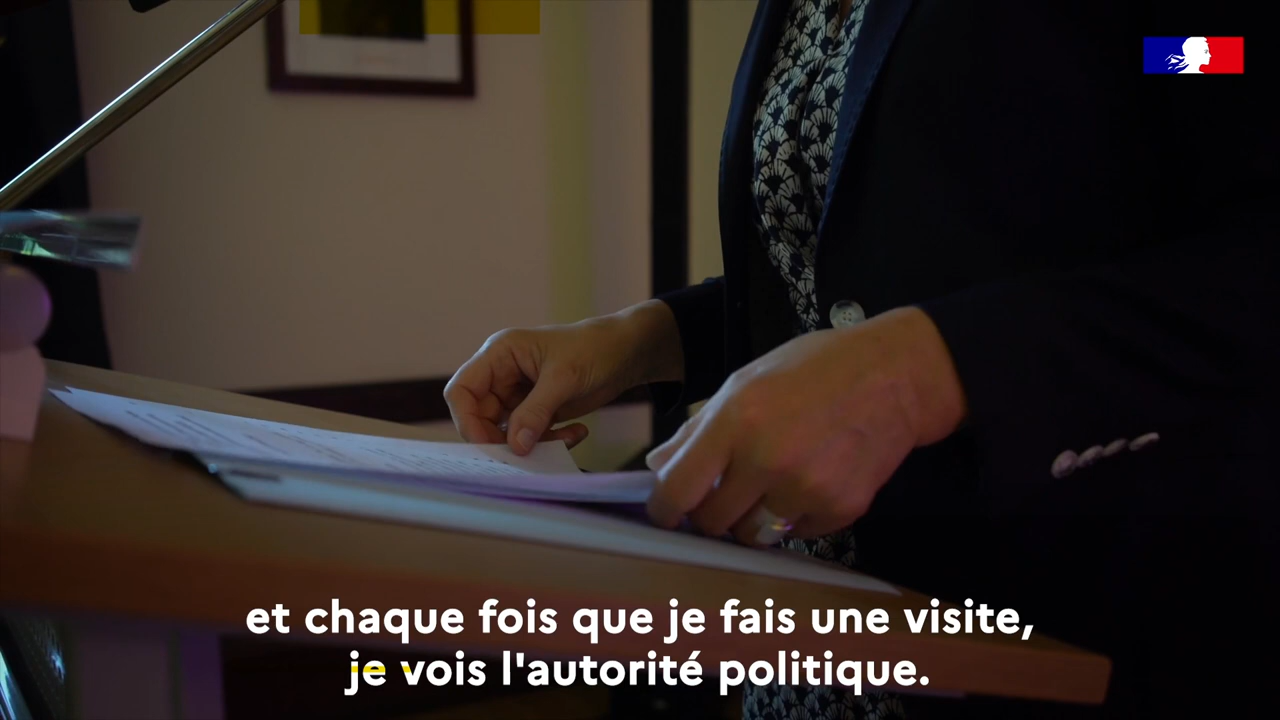 et chaque fois que je fais une visite,
je vois l'autorité politique.